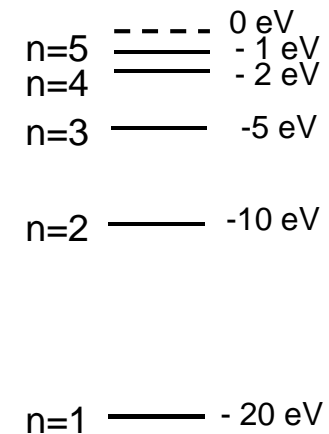 0 eV
n=5 - 1 eV
n=4 - 2 eV
n=3 -5 eV
n=2 -10 eV
n=1 - 20 eV